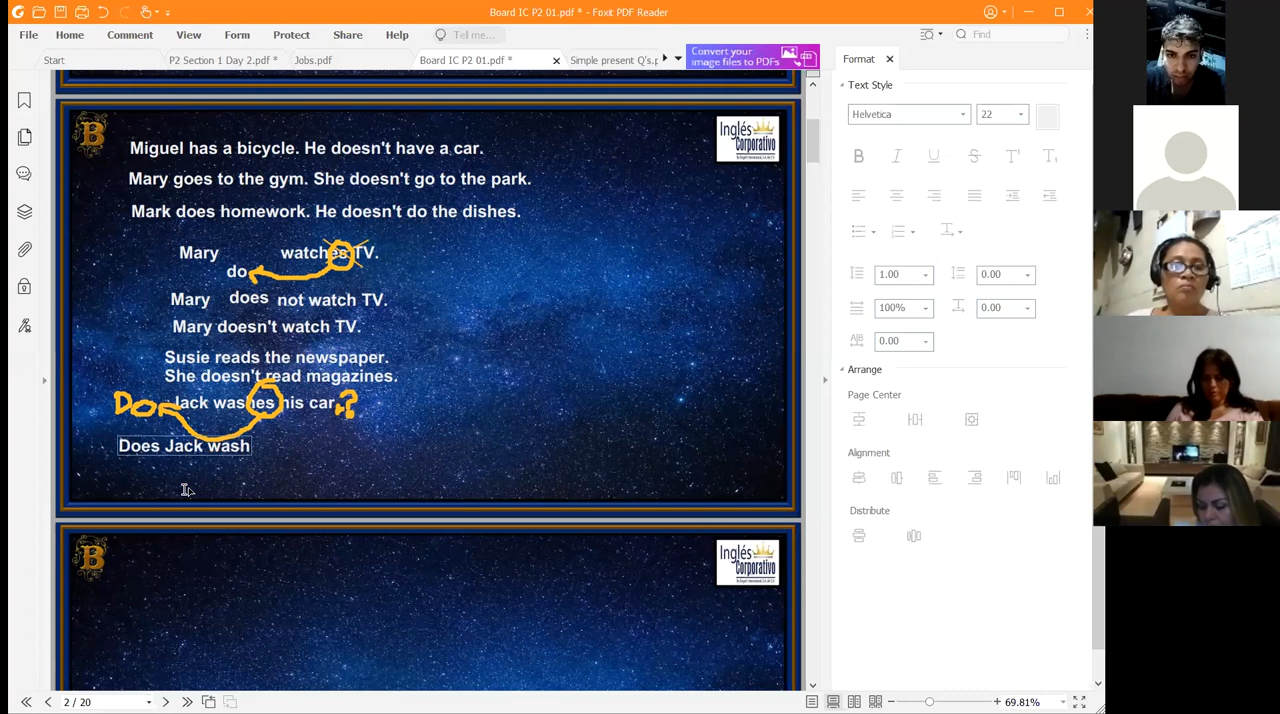 Board IC P2 01.pdf * - Foxit PDF Reader
File Home Comment View Form Protect Share Help Tell me... Find
Start P2 Section 1 Day 2.pdf * Jobs.pdf Board IC P2 01.pdf * Simple present Q's.p
Convert your
image files to PDFs
Format
Text Style
Helvetica 22
B I U S T T
1.00 0.00
100% 0.00
0.00
Arrange
Page Center
Alignment
Distribute
B
Inglés
Corporativo
Miguel has a bicycle. He doesn't have a car.
Mary goes to the gym. She doesn't go to the park.
Mark does homework. He doesn't do the dishes.
Mary watches TV.
do
Mary does not watch TV.
Mary doesn't watch TV.
Susie reads the newspaper.
She doesn't read magazines.
Do Jack washes his car.?
Does Jack wash
B
Inglés
Corporativo
2 / 20
69.81%